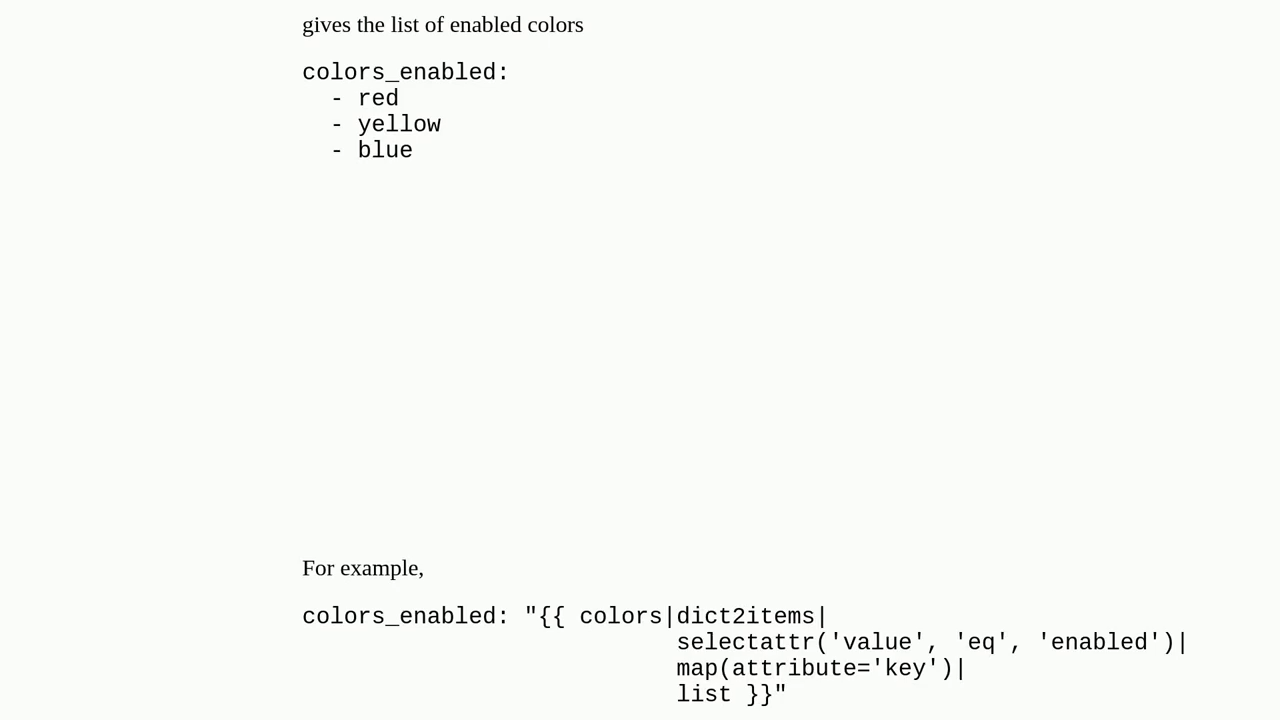 gives the list of enabled colors
colors_enabled:
  - red
  - yellow
  - blue
For example,
colors_enabled: "{{ colors|dict2items|
                           selectattr('value', 'eq', 'enabled')|
                           map(attribute='key')|
                           list }}"